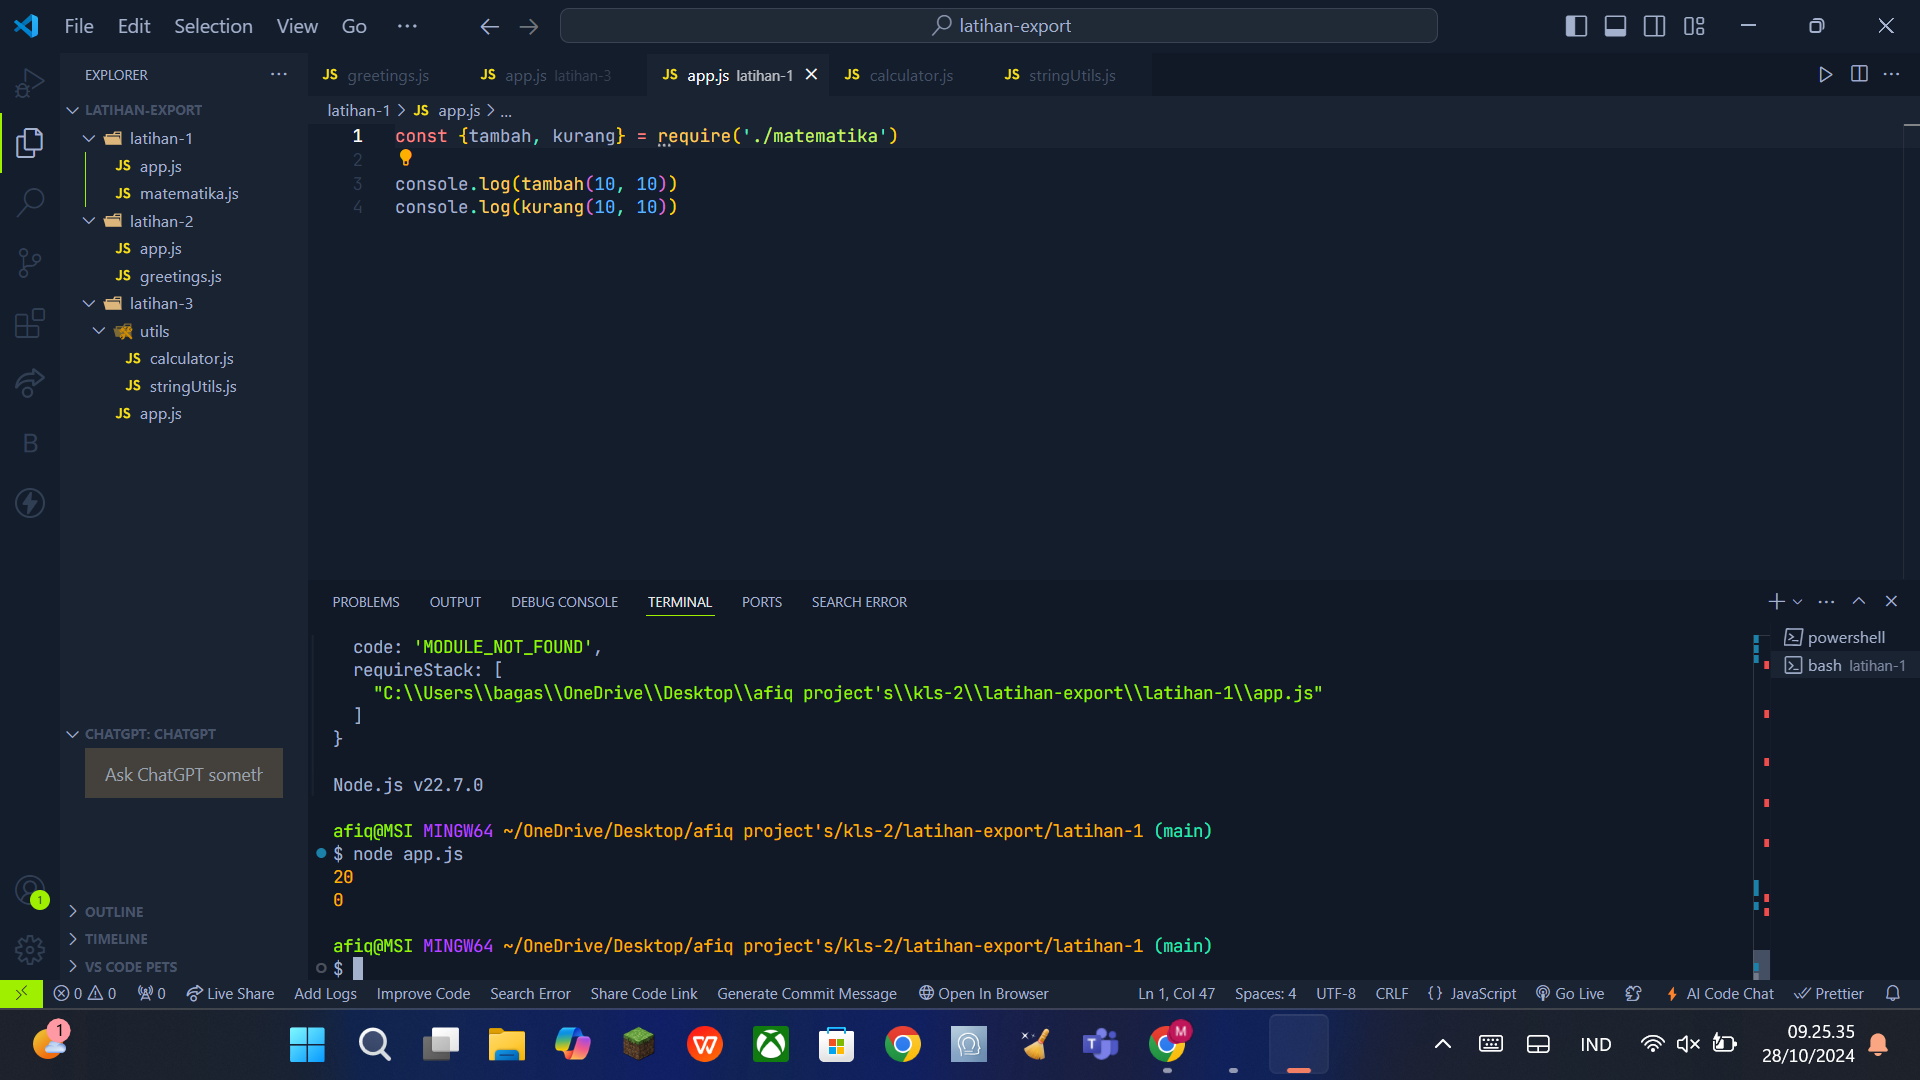 File Edit Selection View Go ... latihan-export
EXPLORER ...
LATIHAN-EXPORT
latihan-1
JS app.js
JS matematika.js
latihan-2
JS app.js
JS greetings.js
latihan-3
utils
JS calculator.js
JS stringUtils.js
JS app.js
CHATGPT: CHATGPT
Ask ChatGPT someth
OUTLINE
TIMELINE
VS CODE PETS
B
1
JS greetings.js JS app.js latihan-3 JS app.js latihan-1 JS calculator.js JS stringUtils.js
latihan-1 > JS app.js > ...
1 const {tambah, kurang} = require('./matematika')
2
3 console.log(tambah(10, 10))
4 console.log(kurang(10, 10))
PROBLEMS OUTPUT DEBUG CONSOLE TERMINAL PORTS SEARCH ERROR
powershell
bash latihan-1
code: 'MODULE_NOT_FOUND',
requireStack: [
"C:\\Users\\bagas\\OneDrive\\Desktop\\afiq project's\\kls-2\\latihan-export\\latihan-1\\app.js"
]
}
Node.js v22.7.0
afiq@MSI MINGW64 ~/OneDrive/Desktop/afiq project's/kls-2/latihan-export/latihan-1 (main)
$ node app.js
20
0
afiq@MSI MINGW64 ~/OneDrive/Desktop/afiq project's/kls-2/latihan-export/latihan-1 (main)
$
0 0 0 Live Share Add Logs Improve Code Search Error Share Code Link Generate Commit Message Open In Browser Ln 1, Col 47 Spaces: 4 UTF-8 CRLF {} JavaScript Go Live AI Code Chat Prettier
1 W T M IND 09.25.35
28/10/2024